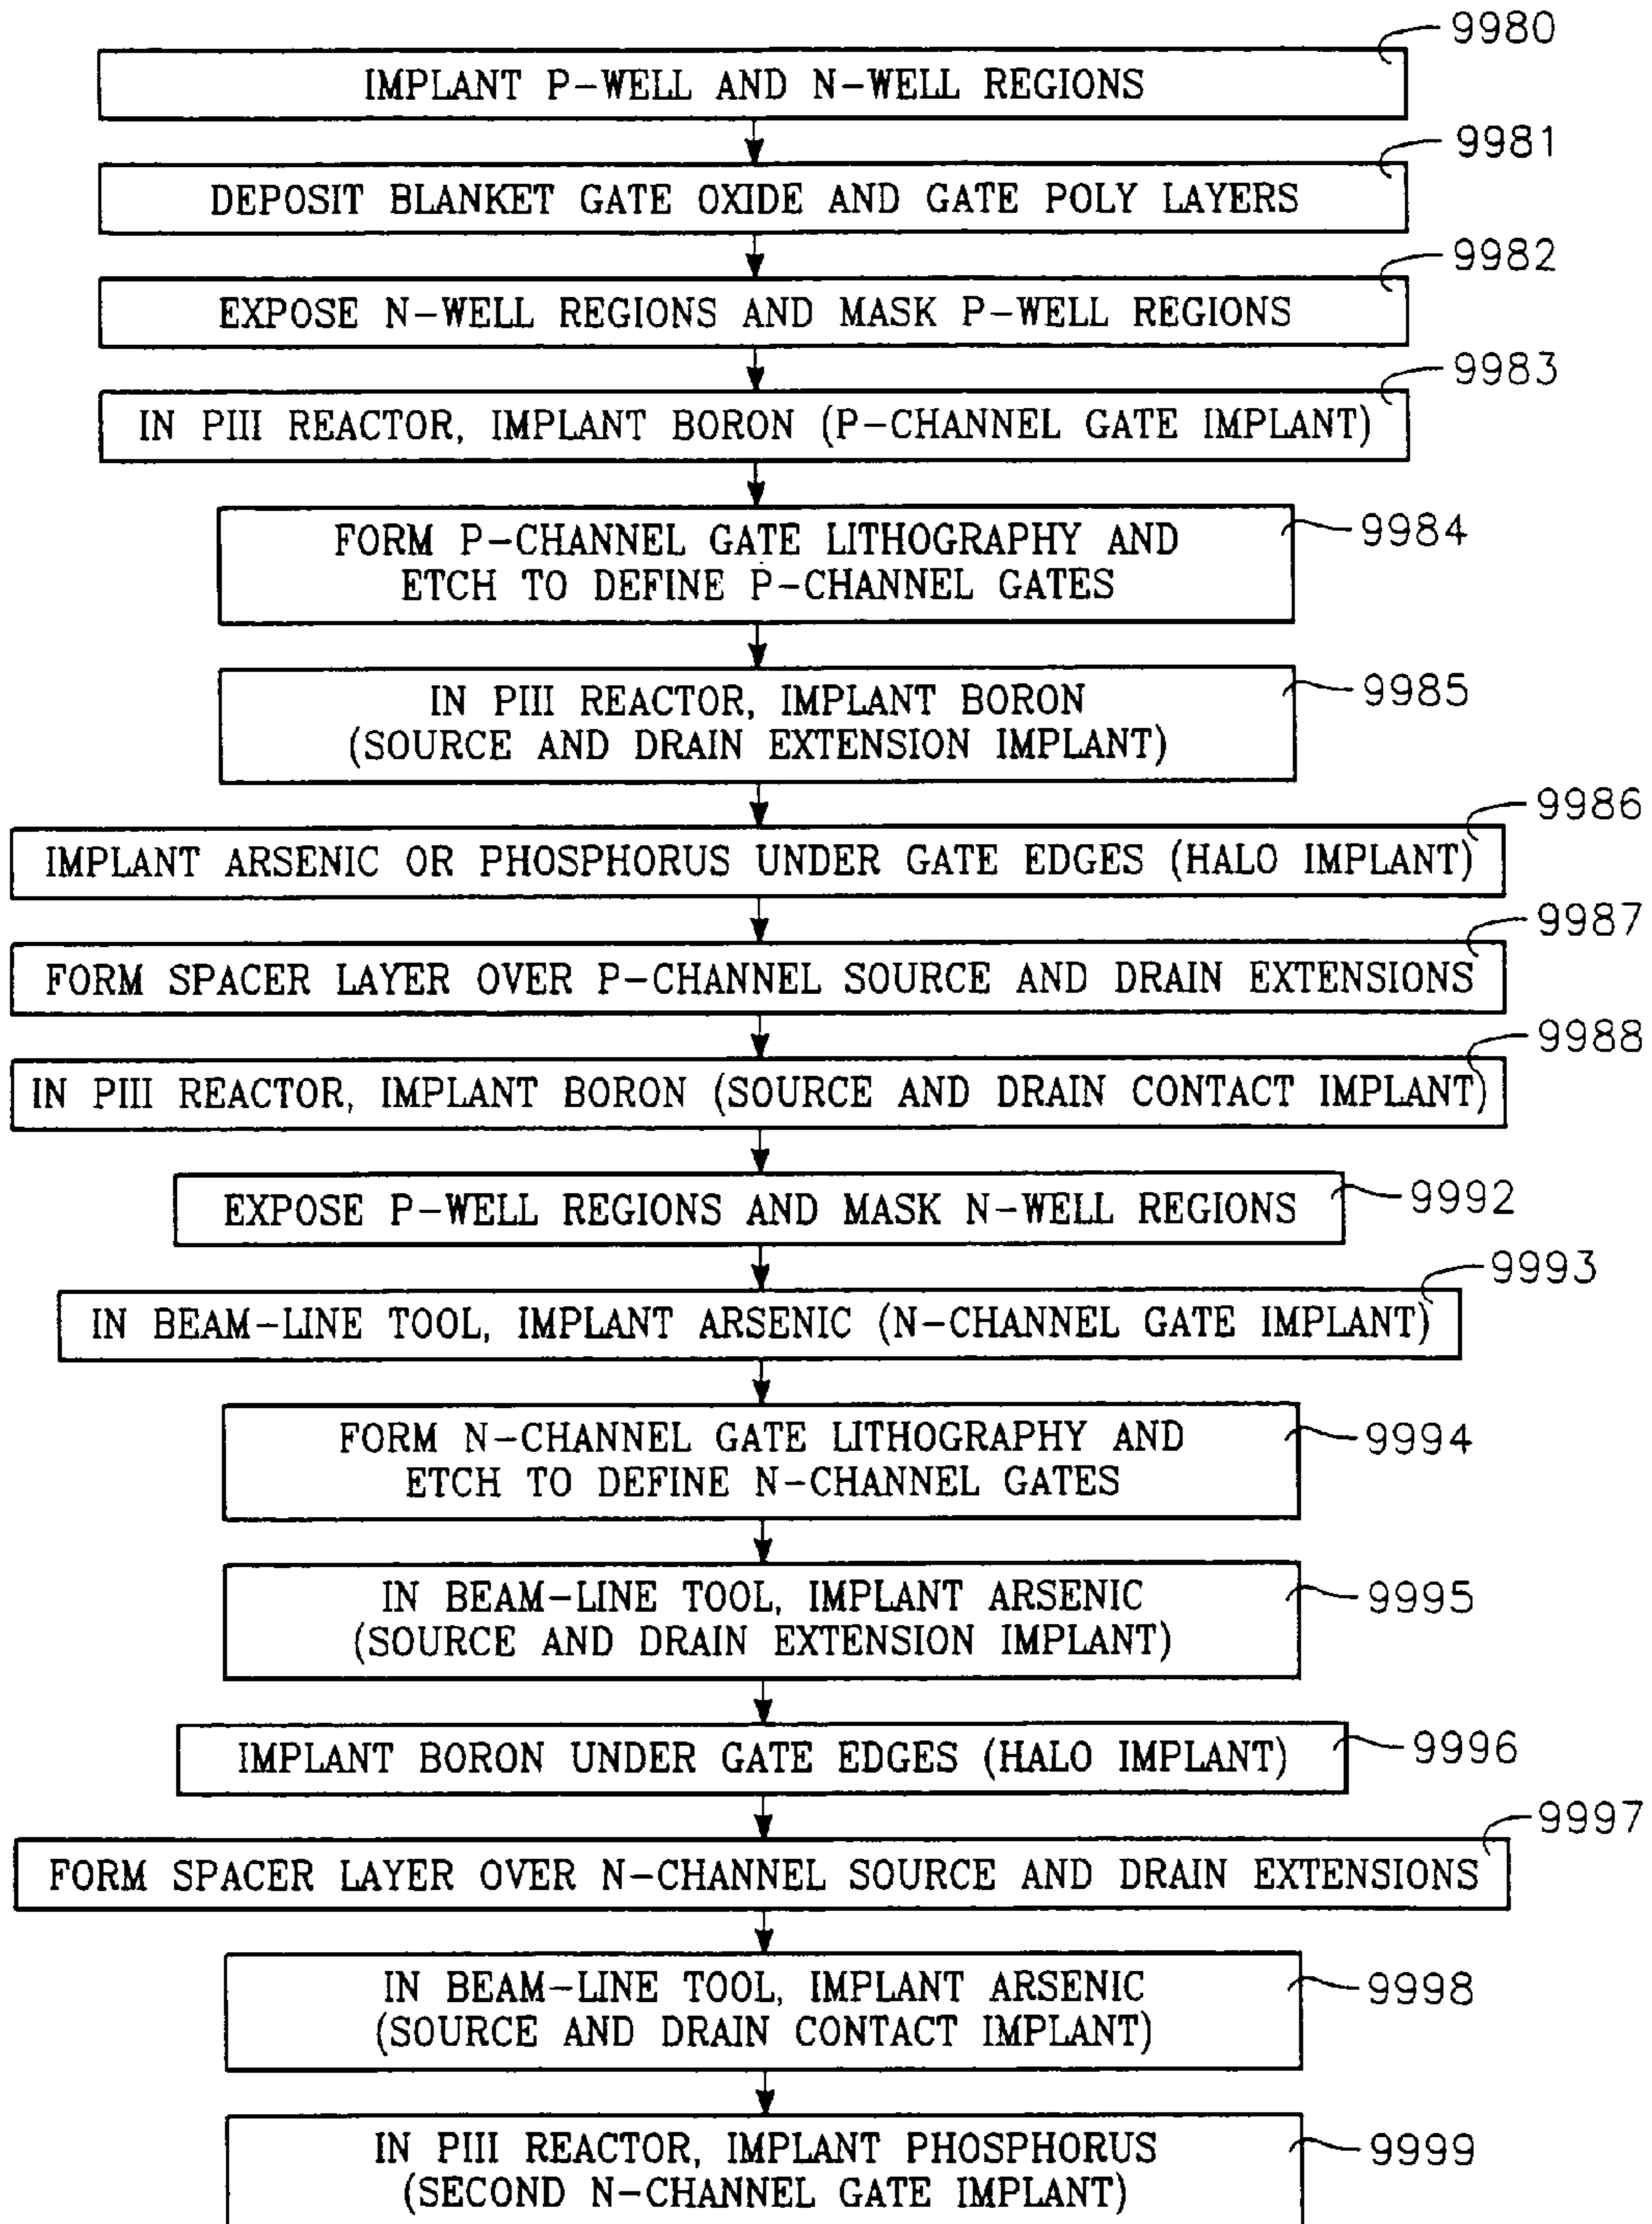 9980
IMPLANT P-WELL AND N-WELL REGIONS
9981
DEPOSIT BLANKET GATE OXIDE AND GATE POLY LAYERS
9982
EXPOSE N-WELL REGIONS AND MASK P-WELL REGIONS
9983
IN PIII REACTOR, IMPLANT BORON (P-CHANNEL GATE IMPLANT)
FORM P-CHANNEL GATE LITHOGRAPHY AND
ETCH TO DEFINE P-CHANNEL GATES
9984
IN PIII REACTOR, IMPLANT BORON
(SOURCE AND DRAIN EXTENSION IMPLANT)
9985
9986
IMPLANT ARSENIC OR PHOSPHORUS UNDER GATE EDGES (HALO IMPLANT)
9987
FORM SPACER LAYER OVER P-CHANNEL SOURCE AND DRAIN EXTENSIONS
9988
IN PIII REACTOR, IMPLANT BORON (SOURCE AND DRAIN CONTACT IMPLANT)
EXPOSE P-WELL REGIONS AND MASK N-WELL REGIONS
9992
9993
IN BEAM-LINE TOOL, IMPLANT ARSENIC (N-CHANNEL GATE IMPLANT)
FORM N-CHANNEL GATE LITHOGRAPHY AND
ETCH TO DEFINE N-CHANNEL GATES
9994
IN BEAM-LINE TOOL, IMPLANT ARSENIC
(SOURCE AND DRAIN EXTENSION IMPLANT)
9995
IMPLANT BORON UNDER GATE EDGES (HALO IMPLANT)
9996
9997
FORM SPACER LAYER OVER N-CHANNEL SOURCE AND DRAIN EXTENSIONS
IN BEAM-LINE TOOL, IMPLANT ARSENIC
(SOURCE AND DRAIN CONTACT IMPLANT)
9998
IN PIII REACTOR, IMPLANT PHOSPHORUS
(SECOND N-CHANNEL GATE IMPLANT)
9999